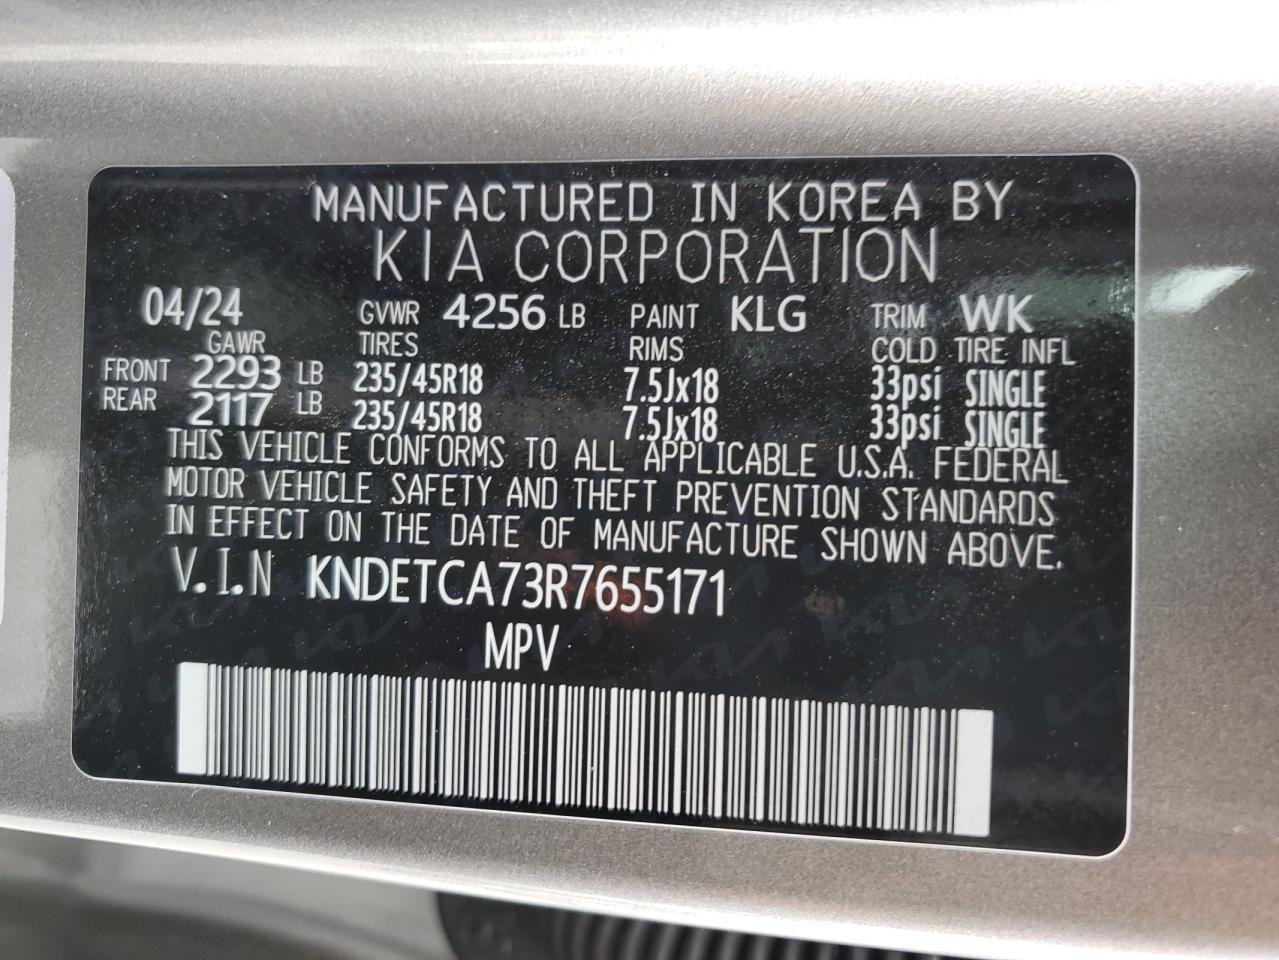 MANUFACTURED IN KOREA BY
KIA CORPORATION
04/24 GVWR 4256 LB PAINT KLG TRIM WK
GAWR TIRES RIMS COLD TIRE INFL
FRONT 2293 LB 235/45R18 7.5Jx18 33psi SINGLE
REAR 2117 LB 235/45R18 7.5Jx18 33psi SINGLE
THIS VEHICLE CONFORMS TO ALL APPLICABLE U.S.A. FEDERAL
MOTOR VEHICLE SAFETY AND THEFT PREVENTION STANDARDS
IN EFFECT ON THE DATE OF MANUFACTURE SHOWN ABOVE.
V.I.N KNDETCA73R7655171
MPV